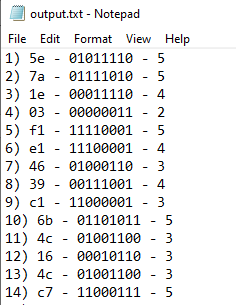 output.txt - Notepad
File Edit Format View Help
1) 5e - 01011110 - 5
2) 7a - 01111010 - 5
3) 1e - 00011110 - 4
4) 03 - 00000011 - 2
5) f1 - 11110001 - 5
6) e1 - 11100001 - 4
7) 46 - 01000110 - 3
8) 39 - 00111001 - 4
9) c1 - 11000001 - 3
10) 6b - 01101011 - 5
11) 4c - 01001100 - 3
12) 16 - 00010110 - 3
13) 4c - 01001100 - 3
14) c7 - 11000111 - 5